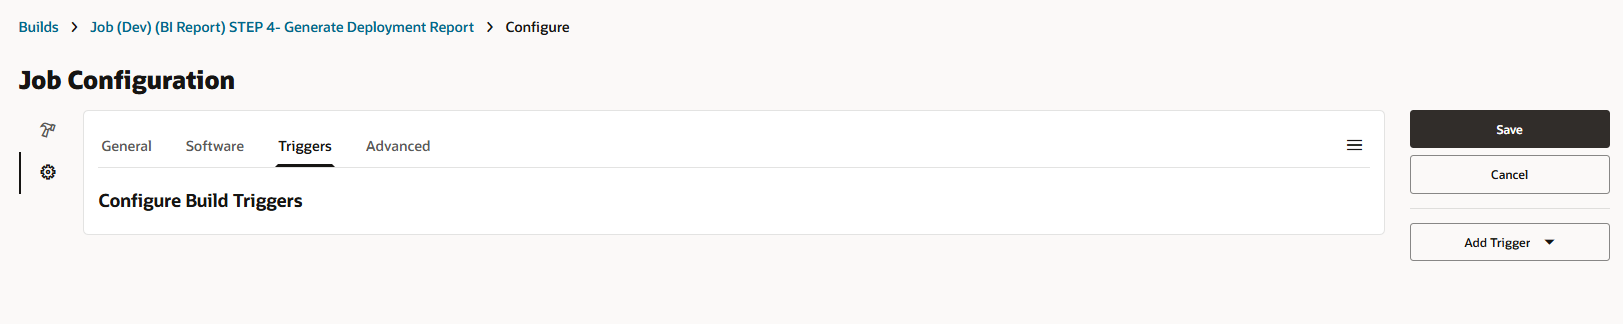 Builds > Job (Dev) (BI Report) STEP 4- Generate Deployment Report > Configure
Job Configuration
General Software Triggers Advanced
Configure Build Triggers
Save
Cancel
Add Trigger